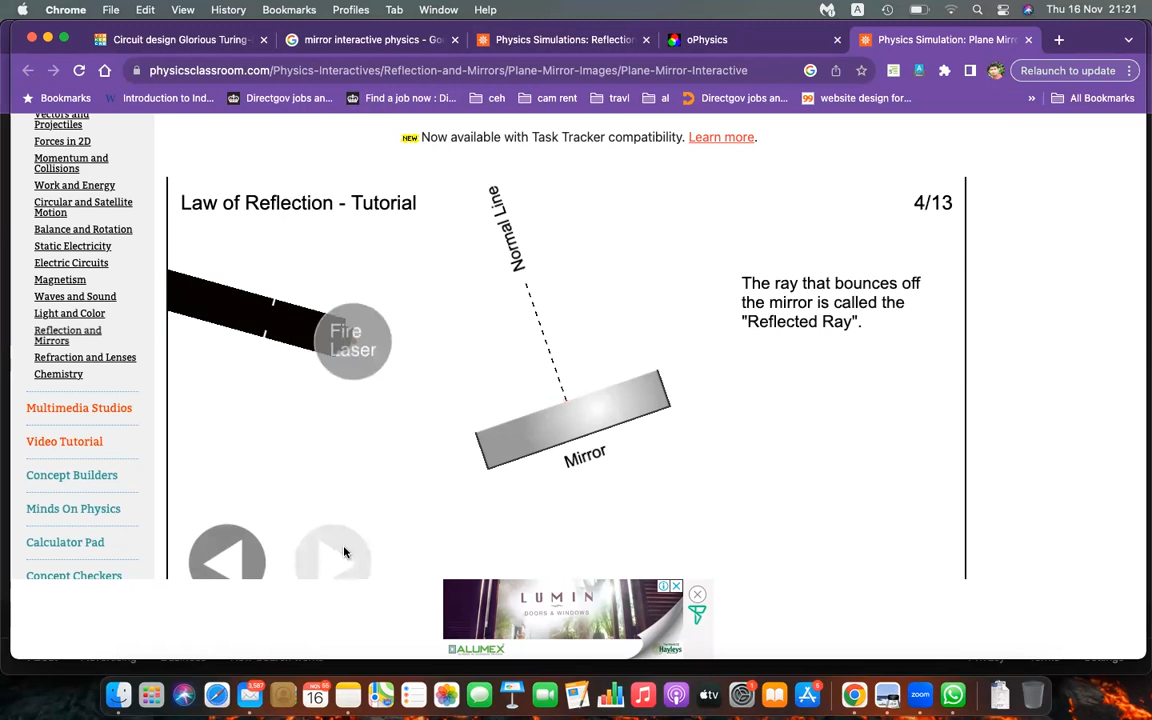 Chrome File Edit View History Bookmarks Profiles Tab Window Help A Thu 16 Nov 21:21
Circuit design Glorious Turing- mirror interactive physics - Go Physics Simulations: Reflection oPhysics Physics Simulation: Plane Mirr
physicsclassroom.com/Physics-Interactives/Reflection-and-Mirrors/Plane-Mirror-Images/Plane-Mirror-Interactive Relaunch to update
Bookmarks W Introduction to Ind... Directgov jobs an... Find a job now : Di... ceh cam rent travl al Directgov jobs an... 99 website design for... » All Bookmarks
Vectors and
Projectiles
Forces in 2D
Momentum and
Collisions
Work and Energy
Circular and Satellite
Motion
Balance and Rotation
Static Electricity
Electric Circuits
Magnetism
Waves and Sound
Light and Color
Reflection and
Mirrors
Refraction and Lenses
Chemistry
Multimedia Studios
Video Tutorial
Concept Builders
Minds On Physics
Calculator Pad
Concept Checkers
NEW Now available with Task Tracker compatibility. Learn more.
Law of Reflection - Tutorial
4/13
Normal Line
Fire
Laser
Mirror
The ray that bounces off
the mirror is called the
"Reflected Ray".
LUMIN
DOORS & WINDOWS
ALUMEX
Hayleys
3,587
NOV
16
tv
1
zoom